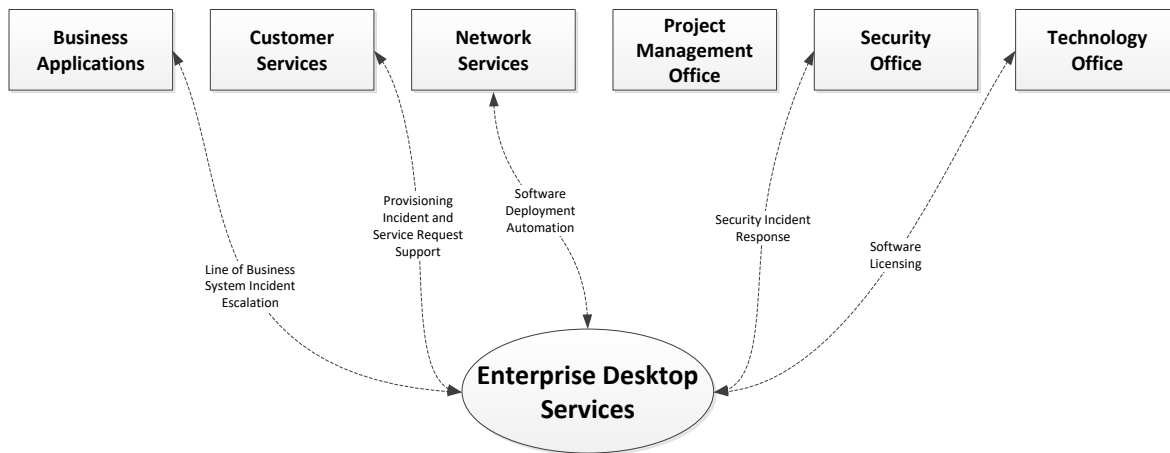 Business
Applications
Customer
Services
Network
Services
Project
Management
Office
Security
Office
Technology
Office
Line of Business
System Incident
Escalation
Provisioning
Incident and
Service Request
Support
Software
Deployment
Automation
Security Incident
Response
Software
Licensing
Enterprise Desktop
Services